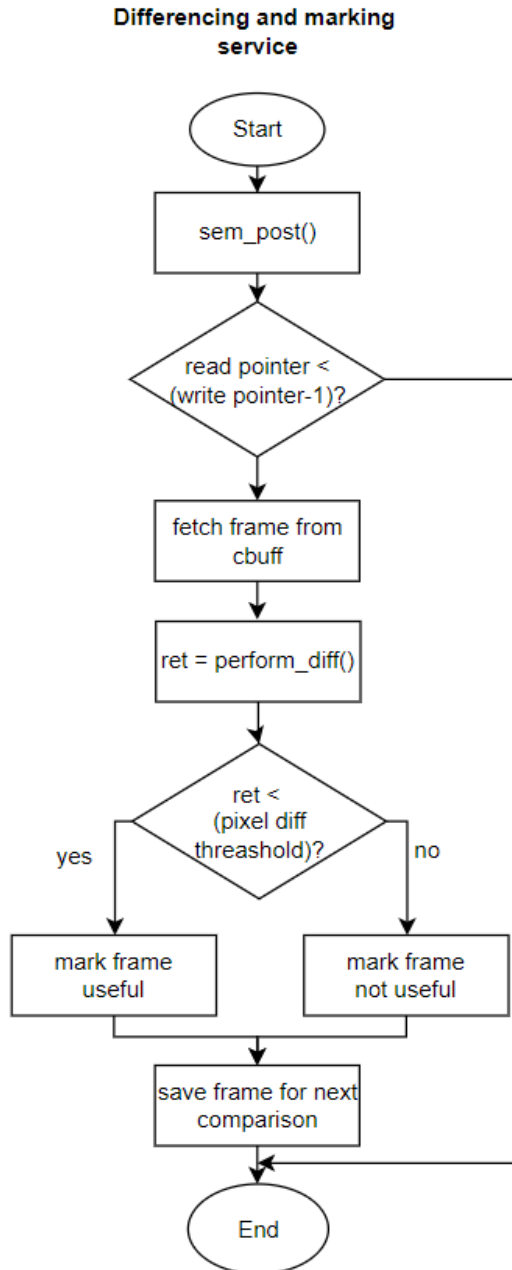 Differencing and marking
service
Start
sem_post()
read pointer <
(write pointer-1)?
fetch frame from
cbuff
ret = perform_diff()
ret <
(pixel diff
threashold)?
yes
no
mark frame
useful
mark frame
not useful
save frame for next
comparison
End